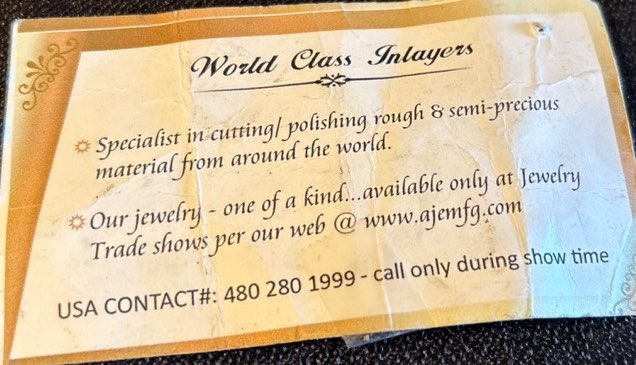 World Class Inlayers
Specialist in cutting/ polishing rough & semi-precious
material from around the world.
Our jewelry - one of a kind...available only at Jewelry
Trade shows per our web @ www.ajemfg.com
USA CONTACT#: 480 280 1999 - call only during show time